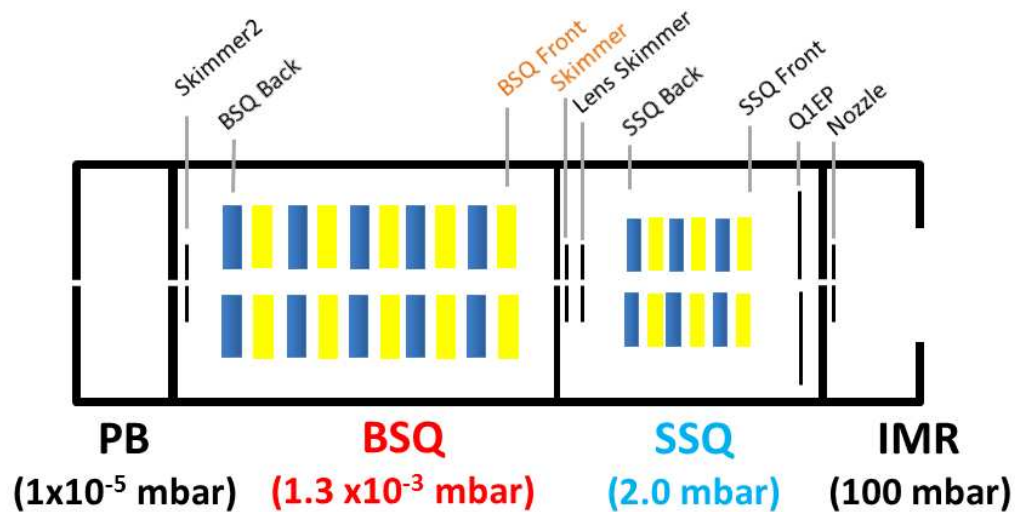 Skimmer2
BSQ Back
BSQ Front
Skimmer
Lens Skimmer
SSQ Back
SSQ Front
Q1EP
Nozzle
PB
(1x10⁻⁵ mbar)
BSQ
(1.3 x10⁻³ mbar)
SSQ
(2.0 mbar)
IMR
(100 mbar)